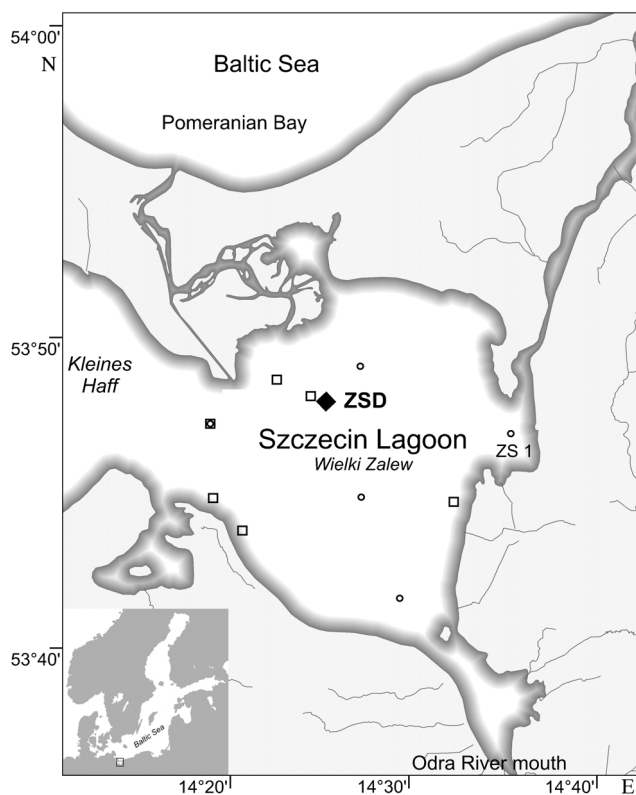 54°00'
N
Baltic Sea
Pomeranian Bay
53°50'
Kleines
Haff
ZSD
Szczecin Lagoon
Wielki Zalew
ZS 1
53°40'
Baltic Sea
Odra River mouth
14°20'
14°30'
14°40'
E